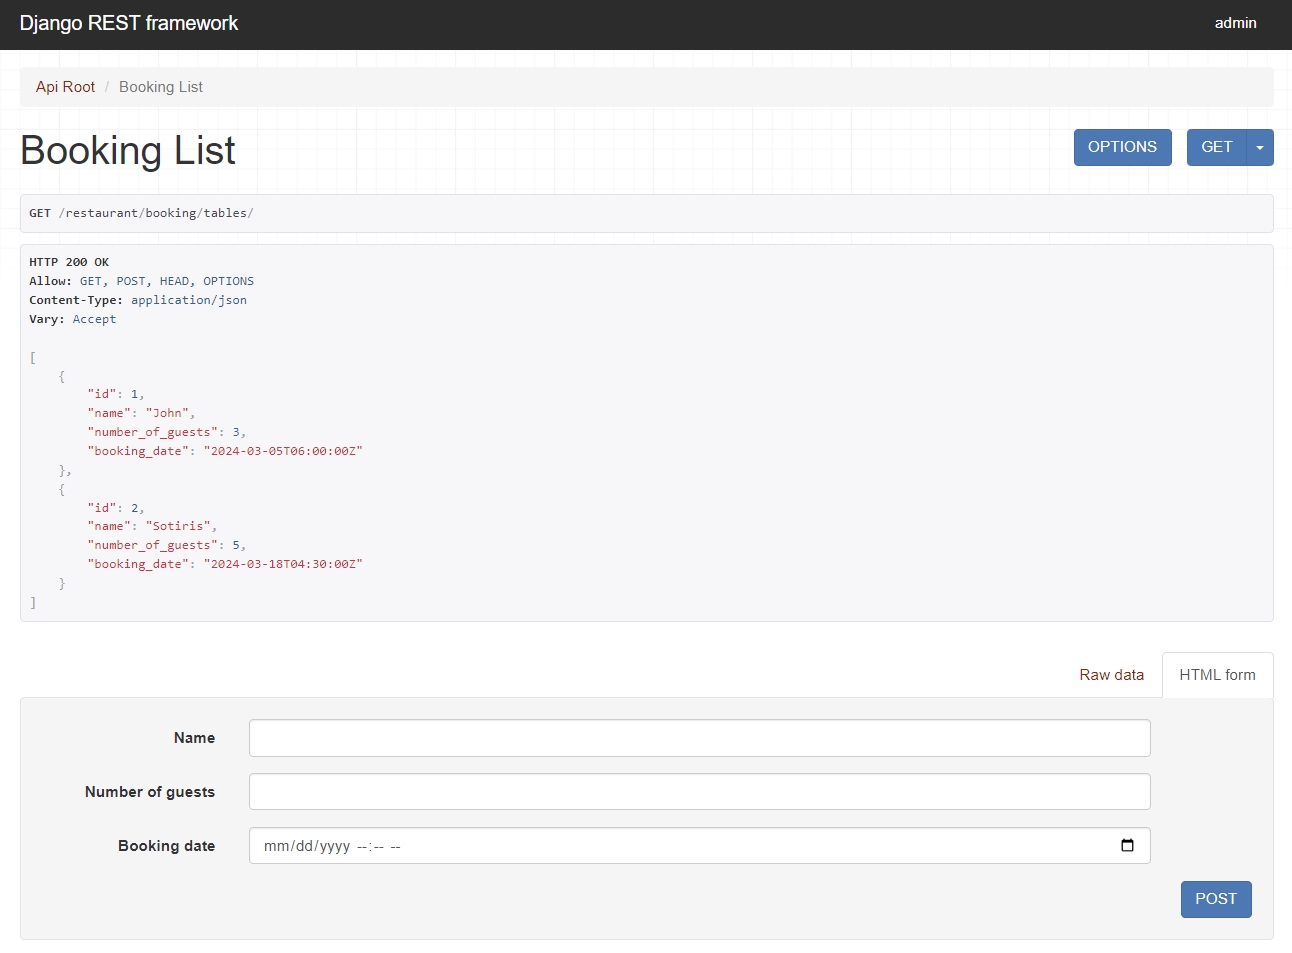 Django REST framework
admin
Api Root / Booking List
Booking List
OPTIONS
GET
GET /restaurant/booking/tables/
HTTP 200 OK
Allow: GET, POST, HEAD, OPTIONS
Content-Type: application/json
Vary: Accept
[
    {
        "id": 1,
        "name": "John",
        "number_of_guests": 3,
        "booking_date": "2024-03-05T06:00:00Z"
    },
    {
        "id": 2,
        "name": "Sotiris",
        "number_of_guests": 5,
        "booking_date": "2024-03-18T04:30:00Z"
    }
]
Raw data
HTML form
Name
Number of guests
Booking date
mm/dd/yyyy --:-- --
POST